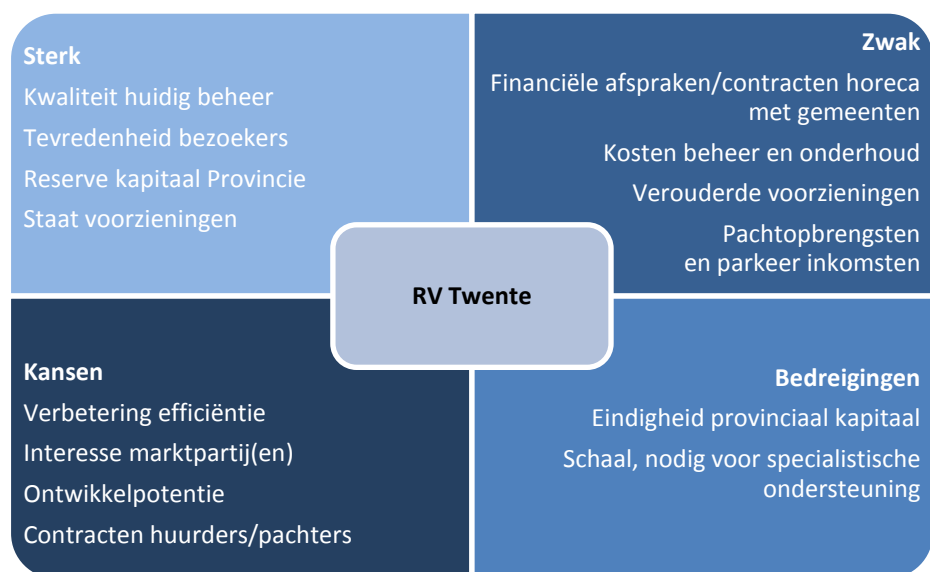 Sterk
Kwaliteit huidig beheer
Tevredenheid bezoekers
Reserve kapitaal Provincie
Staat voorzieningen
Zwak
Financiële afspraken/contracten horeca
met gemeenten
Kosten beheer en onderhoud
Verouderde voorzieningen
Pachtopbrengsten
en parkeer inkomsten
RV Twente
Kansen
Verbetering efficiëntie
Interesse marktpartij(en)
Ontwikkelpotentie
Contracten huurders/pachters
Bedreigingen
Eindigheid provinciaal kapitaal
Schaal, nodig voor specialistische
ondersteuning